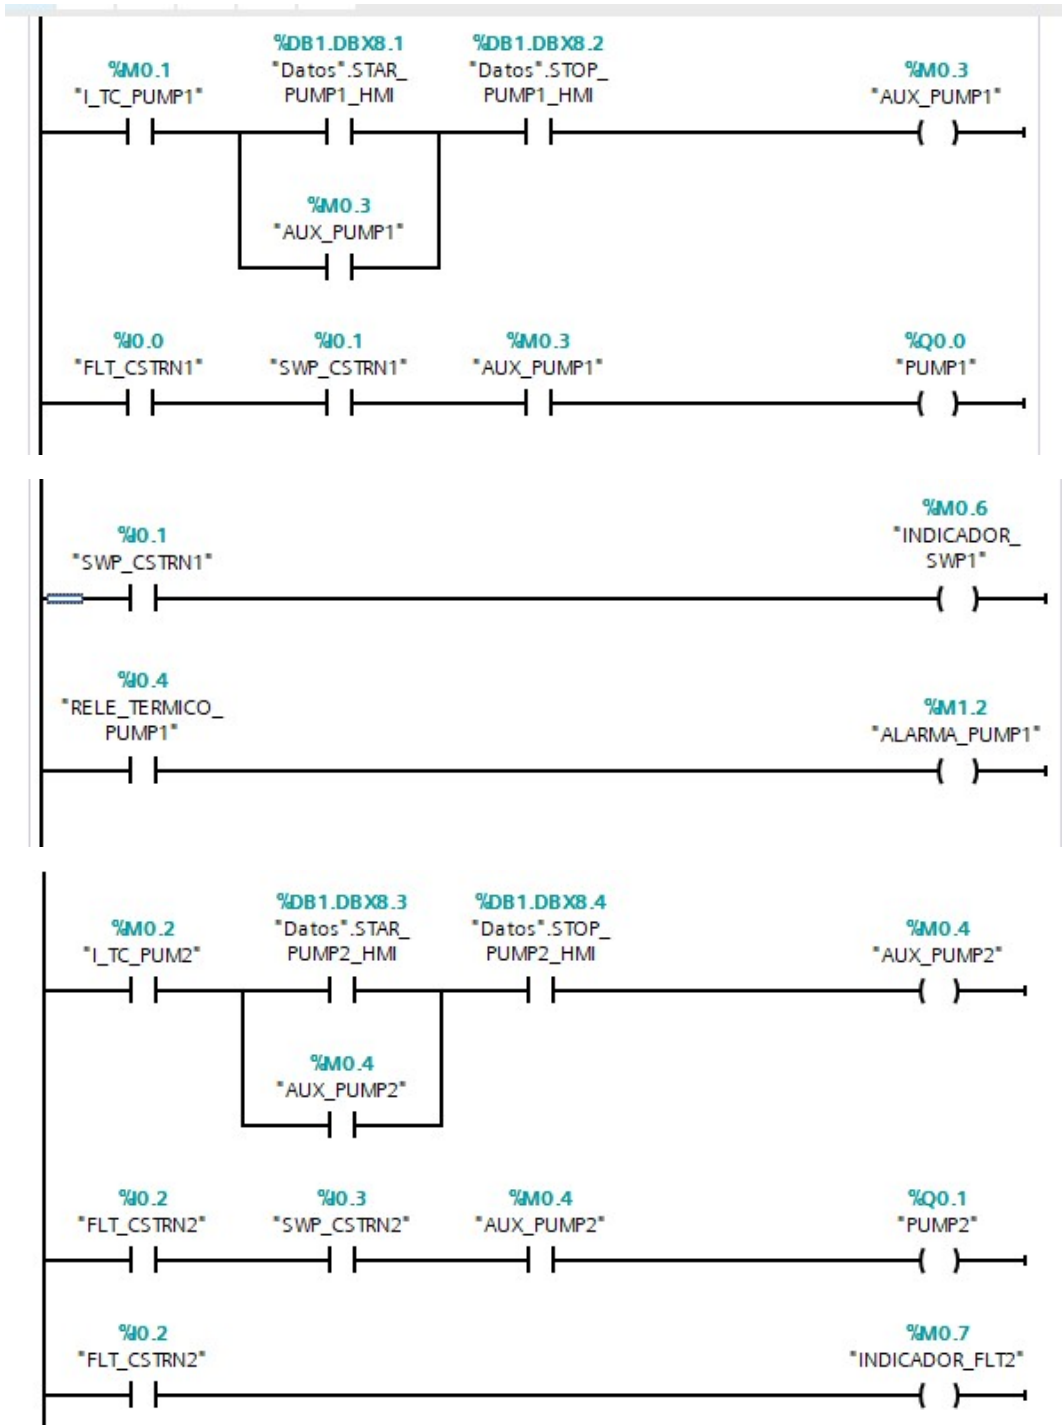 %M0.1
"I_TC_PUMP1"
%DB1.DBX8.1
"Datos".STAR_
PUMP1_HMI
%DB1.DBX8.2
"Datos".STOP_
PUMP1_HMI
%M0.3
"AUX_PUMP1"
%M0.3
"AUX_PUMP1"
%I0.0
"FLT_CSTRN1"
%I0.1
"SWP_CSTRN1"
%M0.3
"AUX_PUMP1"
%Q0.0
"PUMP1"
%I0.1
"SWP_CSTRN1"
%M0.6
"INDICADOR_
SWP1"
%I0.4
"RELE_TERMICO_
PUMP1"
%M1.2
"ALARMA_PUMP1"
%M0.2
"I_TC_PUM2"
%DB1.DBX8.3
"Datos".STAR_
PUMP2_HMI
%DB1.DBX8.4
"Datos".STOP_
PUMP2_HMI
%M0.4
"AUX_PUMP2"
%M0.4
"AUX_PUMP2"
%I0.2
"FLT_CSTRN2"
%I0.3
"SWP_CSTRN2"
%M0.4
"AUX_PUMP2"
%Q0.1
"PUMP2"
%I0.2
"FLT_CSTRN2"
%M0.7
"INDICADOR_FLT2"